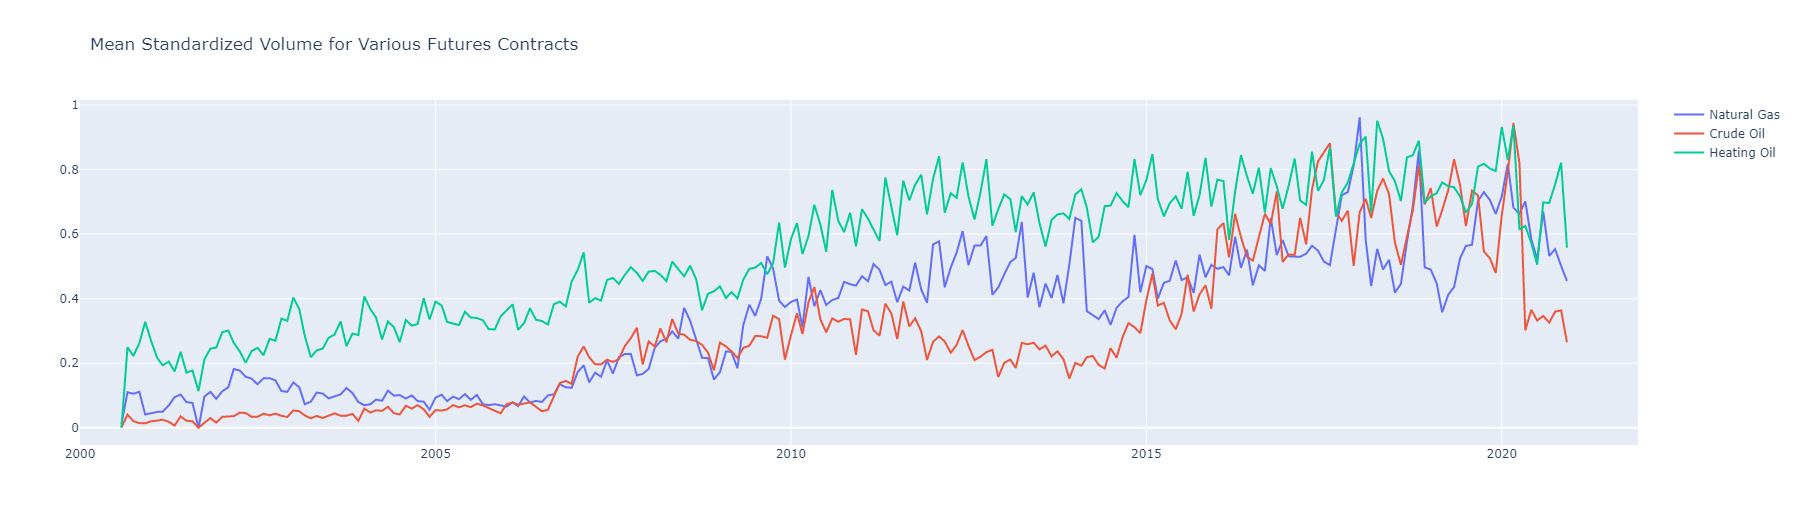 Mean Standardized Volume for Various Futures Contracts
1
0.8
0.6
0.4
0.2
0
2000
2005
2010
2015
2020
Natural Gas
Crude Oil
Heating Oil